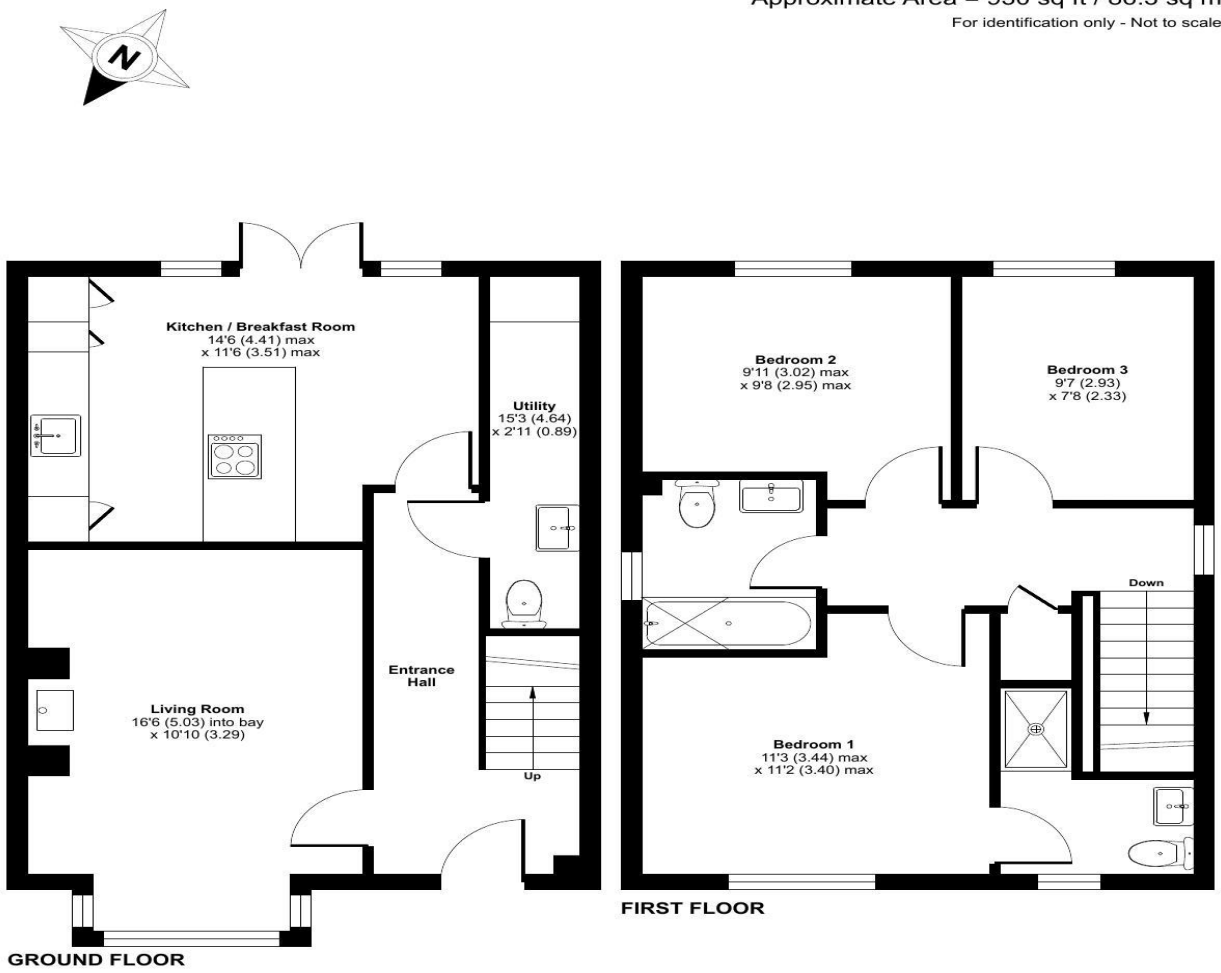 For identification only - Not to scale
N
Kitchen / Breakfast Room
14'6 (4.41) max
x 11'6 (3.51) max
Utility
15'3 (4.64)
x 2'11 (0.89)
Entrance
Hall
Living Room
16'6 (5.03) into bay
x 10'10 (3.29)
Up
GROUND FLOOR
Bedroom 2
9'11 (3.02) max
x 9'8 (2.95) max
Bedroom 3
9'7 (2.93)
x 7'8 (2.33)
Down
Bedroom 1
11'3 (3.44) max
x 11'2 (3.40) max
FIRST FLOOR